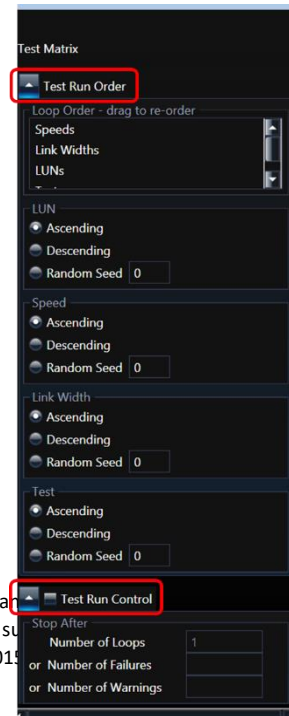 Test Matrix
Test Run Order
Loop Order - drag to re-order
Speeds
Link Widths
LUNs
LUN
Ascending
Descending
Random Seed 0
Speed
Ascending
Descending
Random Seed 0
Link Width
Ascending
Descending
Random Seed 0
Test
Ascending
Descending
Random Seed 0
Test Run Control
Stop After
Number of Loops 1
or Number of Failures
or Number of Warnings